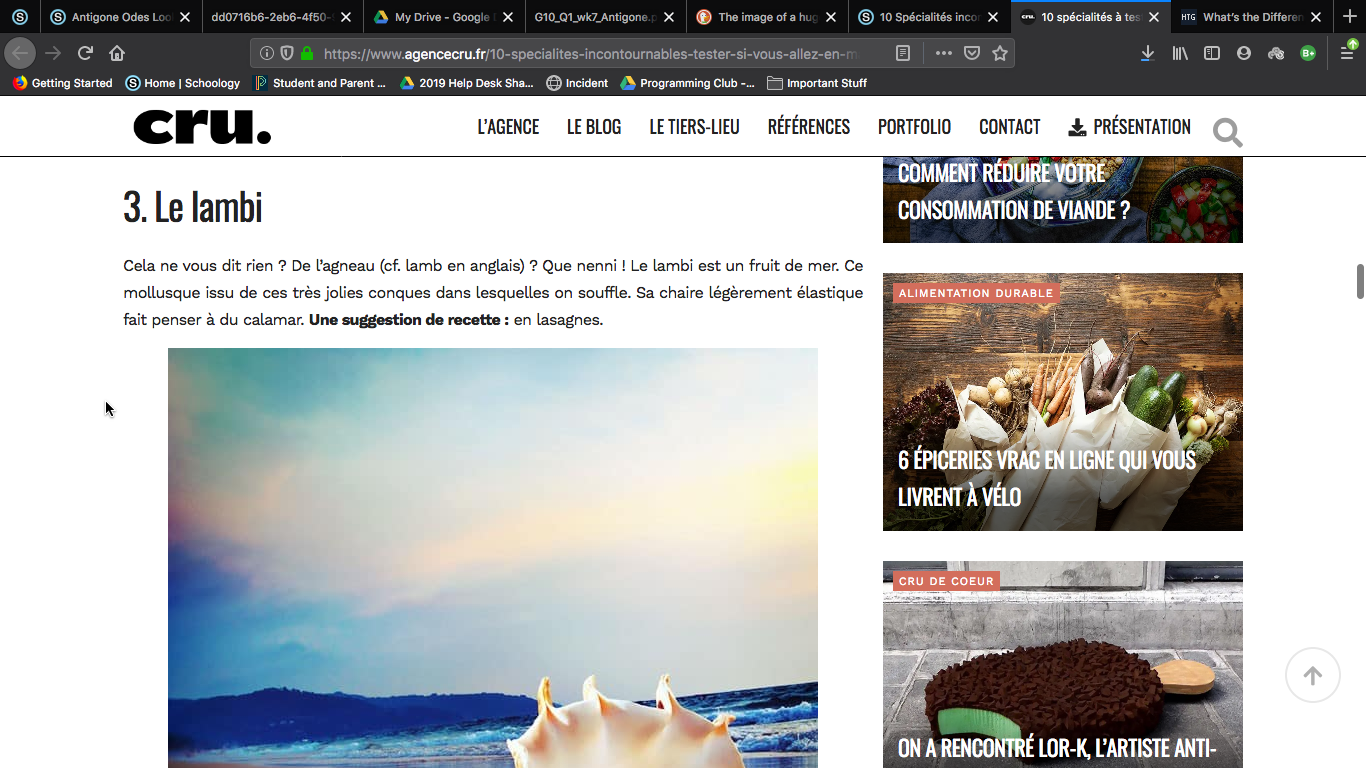 Antigone Odes Loo
dd0716b6-2eb6-4f50-
My Drive - Google
G10_Q1_wk7_Antigone.p
The image of a hug
10 Spécialités incor
cru.
10 spécialités à tes
HTG
What's the Differen
https://www.agencecru.fr/10-specialites-incontournables-tester-si-vous-allez-en-m
B+
Getting Started
Home | Schoology
Student and Parent ...
2019 Help Desk Sha...
Incident
Programming Club -...
Important Stuff
cru.
L'AGENCE
LE BLOG
LE TIERS-LIEU
RÉFÉRENCES
PORTFOLIO
CONTACT
PRÉSENTATION
3. Le lambi
Cela ne vous dit rien ? De l'agneau (cf. lamb en anglais) ? Que nenni ! Le lambi est un fruit de mer. Ce
mollusque issu de ces très jolies conques dans lesquelles on souffle. Sa chaire légèrement élastique
fait penser à du calamar. Une suggestion de recette : en lasagnes.
COMMENT RÉDUIRE VOTRE
CONSOMMATION DE VIANDE ?
ALIMENTATION DURABLE
6 ÉPICERIES VRAC EN LIGNE QUI VOUS
LIVRENT À VÉLO
CRU DE COEUR
ON A RENCONTRÉ LOR-K, L'ARTISTE ANTI-